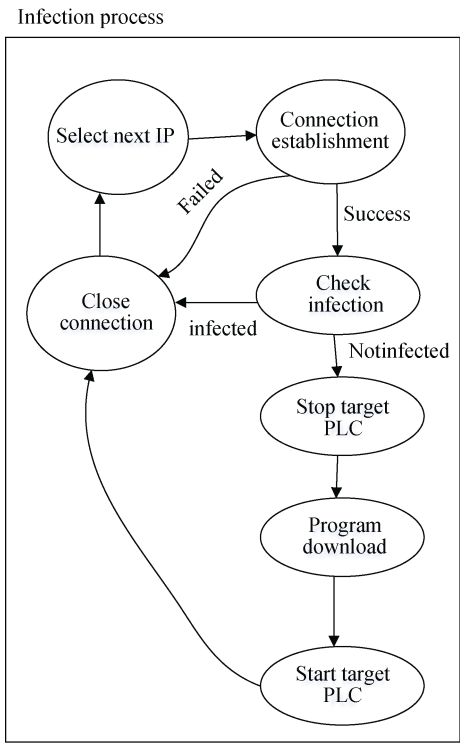 Infection process
Select next IP
Connection
establishment
Failed
Success
Close
connection
Check
infection
infected
Notinfected
Stop target
PLC
Program
download
Start target
PLC